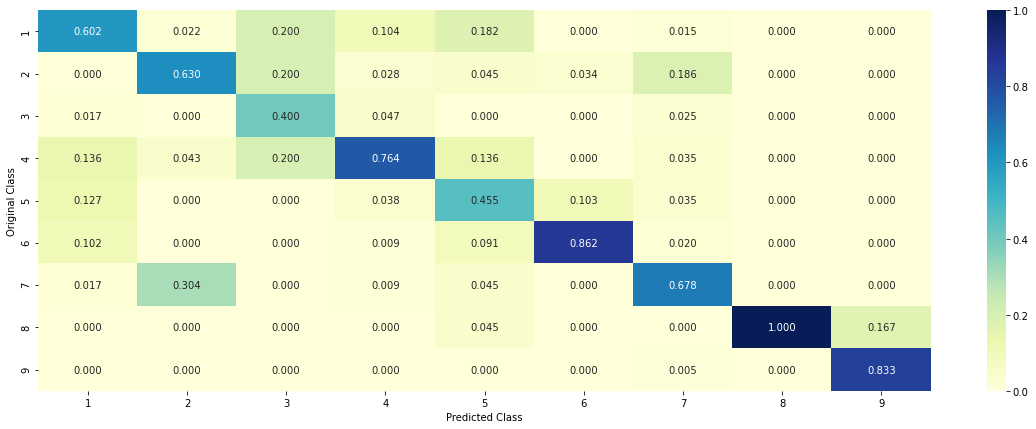 1 0.602 0.022 0.200 0.104 0.182 0.000 0.015 0.000 0.000 1.0
2 0.000 0.630 0.200 0.028 0.045 0.034 0.186 0.000 0.000
0.8
3 0.017 0.000 0.400 0.047 0.000 0.000 0.025 0.000 0.000
4 0.136 0.043 0.200 0.764 0.136 0.000 0.035 0.000 0.000
0.6
Original Class
5 0.127 0.000 0.000 0.038 0.455 0.103 0.035 0.000 0.000
0.4
6 0.102 0.000 0.000 0.009 0.091 0.862 0.020 0.000 0.000
7 0.017 0.304 0.000 0.009 0.045 0.000 0.678 0.000 0.000
0.2
8 0.000 0.000 0.000 0.000 0.045 0.000 0.000 1.000 0.167
9 0.000 0.000 0.000 0.000 0.000 0.000 0.005 0.000 0.833
0.0
1 2 3 4 5 6 7 8 9
Predicted Class